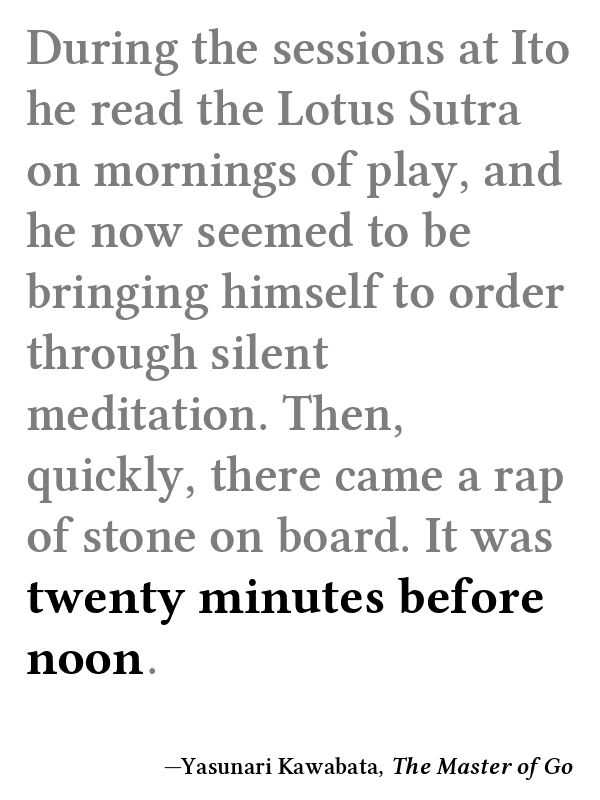 During the sessions at Ito
he read the Lotus Sutra
on mornings of play, and
he now seemed to be
bringing himself to order
through silent
meditation. Then,
quickly, there came a rap
of stone on board. It was
twenty minutes before
noon.
—Yasunari Kawabata, The Master of Go